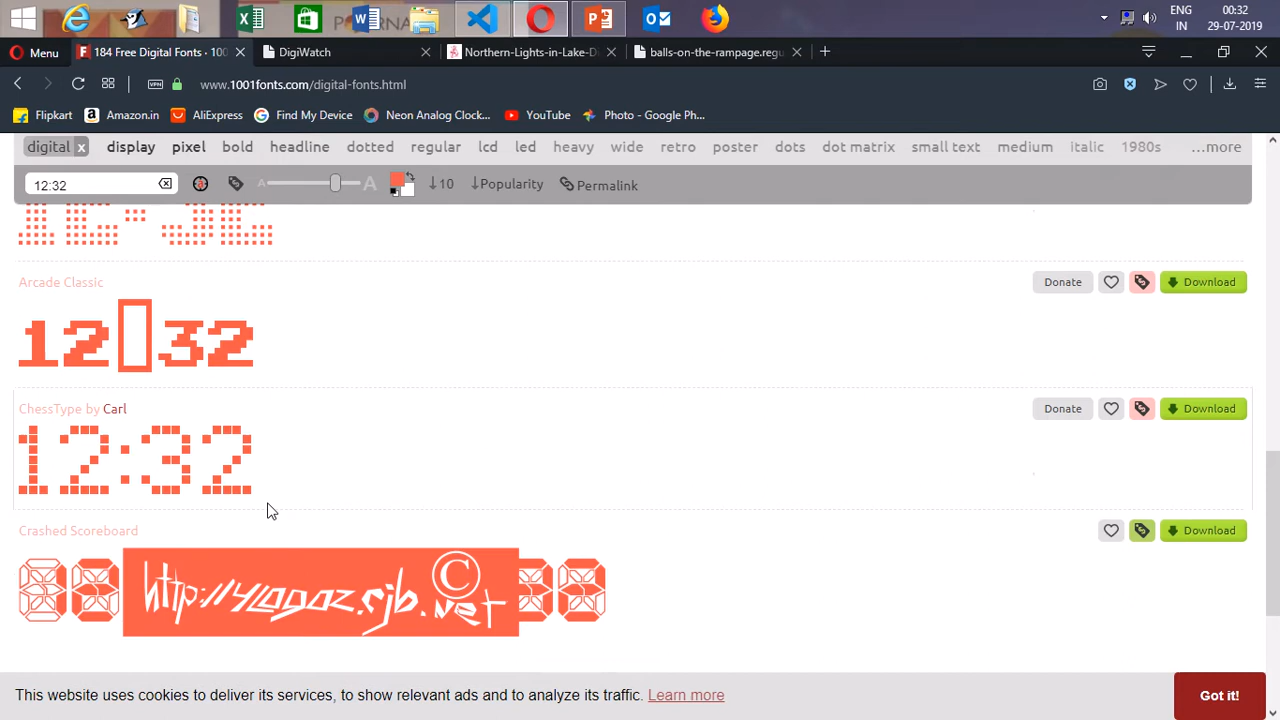 JOURNAL
ENG
IN
00:32
29-07-2019
Menu
184 Free Digital Fonts · 100
DigiWatch
Northern-Lights-in-Lake-D
balls-on-the-rampage.regu
VPN
www.1001fonts.com/digital-fonts.html
Flipkart
Amazon.in
AliExpress
Find My Device
Neon Analog Clock...
YouTube
Photo - Google Ph...
digital x
display
pixel
bold
headline
dotted
regular
lcd
led
heavy
wide
retro
poster
dots
dot matrix
small text
medium
italic
1980s
...more
12:32
A
A
10
Popularity
Permalink
Arcade Classic
Donate
Download
12 32
ChessType by Carl
Donate
Download
12:32
Crashed Scoreboard
Download
http://ylagaz.cjb.net ©
This website uses cookies to deliver its services, to show relevant ads and to analyze its traffic. Learn more
Got it!